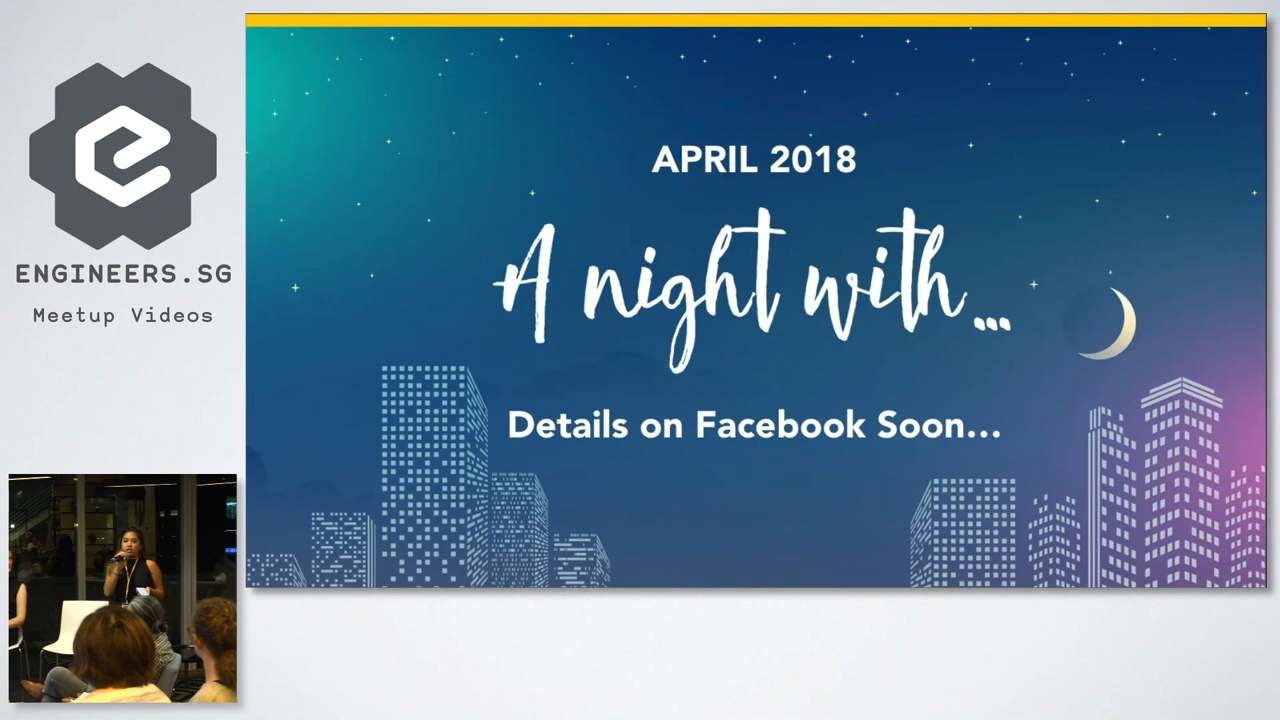 ENGINEERS.SG
Meetup Videos
APRIL 2018
A night with...
Details on Facebook Soon...